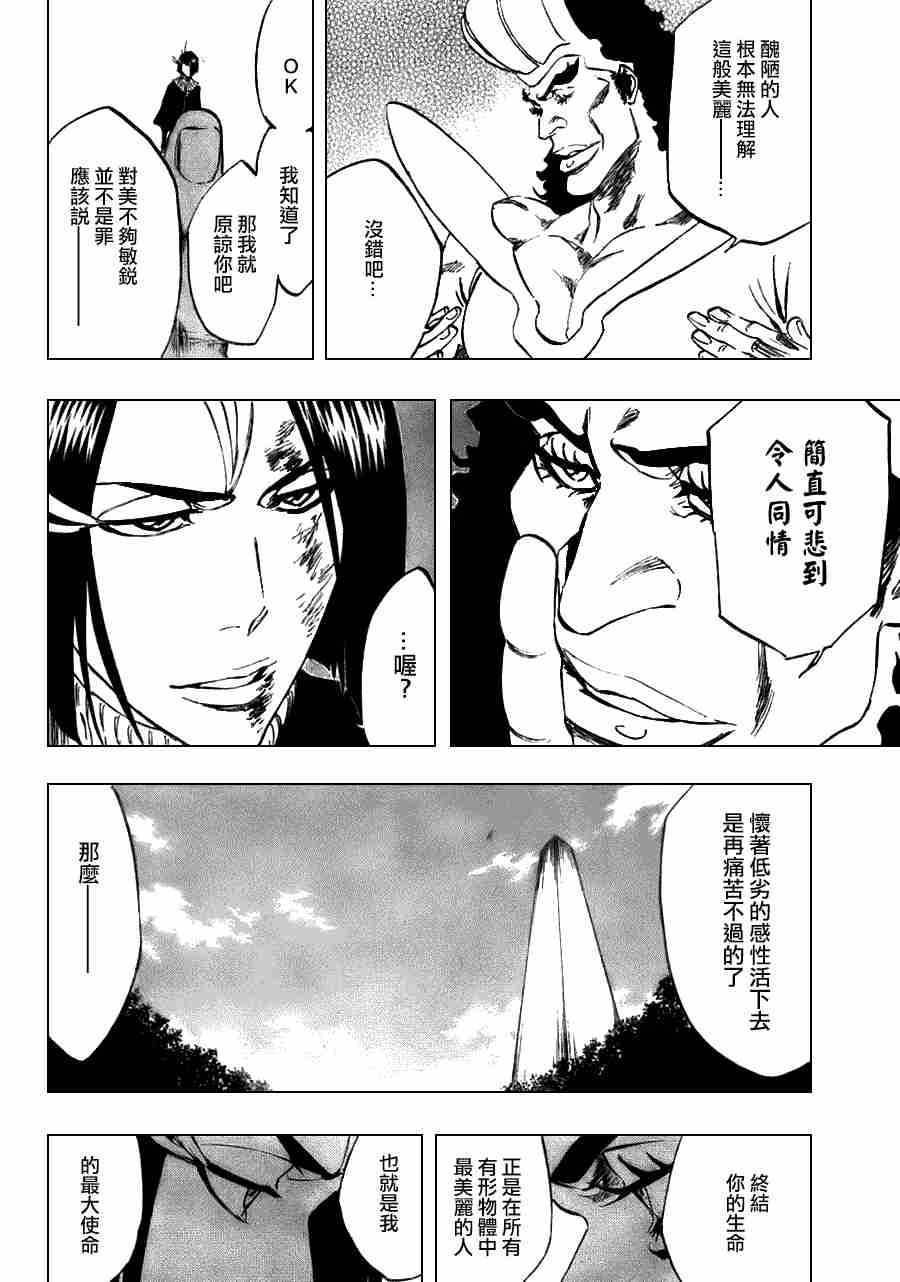 醜陋的人
根本無法理解
這般美麗……
沒錯吧…
OK
我知道了
那我就
原諒你吧
對美不夠敏銳
並不是罪
應該説——
簡直可悲到
令人同情
…喔?
懷著低劣的感性活下去
是再痛苦不過的了
那麼——
終結
你的生命
正是在所有
有形物體中
最美麗的人
也就是我
的最大使命